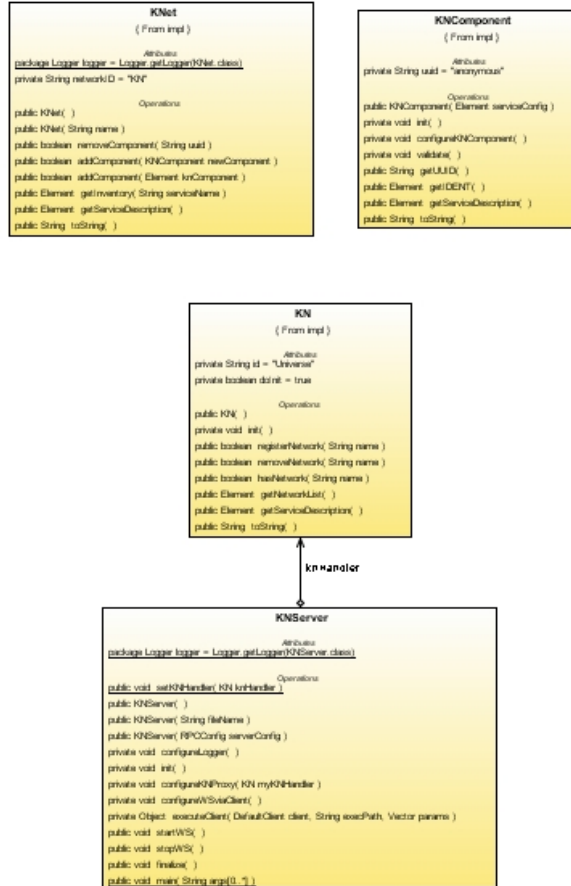 KNet
( From impl )
Attributes
package Logger logger = Logger.getLogger(KNet.class)
private String networkID = "KN"
Operations
public KNet( )
public KNet( String name )
public boolean removeComponent( String uuid )
public boolean addComponent( KNComponent newComponent )
public boolean addComponent( Element knComponent )
public Element getInventory( String serviceName )
public Element getServiceDescription( )
public String toString( )
KNComponent
( From impl )
Attributes
private String uuid = "anonymous"
Operations
public KNComponent( Element serviceConfig )
private void init( )
private void configureKNComponent( )
private void validate( )
public String getUUID( )
public Element getIDENT( )
public Element getServiceDescription( )
public String toString( )
KN
( From impl )
Attributes
private String id = "Universe"
private boolean doInit = true
Operations
public KN( )
private void init( )
public boolean registerNetwork( String name )
public boolean removeNetwork( String name )
public boolean hasNetwork( String name )
public Element getNetworkList( )
public Element getServiceDescription( )
public String toString( )
knHandler
KNServer
Attributes
package Logger logger = Logger.getLogger(KNServer.class)
Operations
public void setKNHandler( KN knHandler )
public KNServer( )
public KNServer( String fileName )
public KNServer( RPCConfig serverConfig )
private void configureLogger( )
private void init( )
private void configureKNProxy( KN myKNHandler )
private void configureWSviaClient( )
private Object executeClient( DefaultClient client, String execPath, Vector params )
public void startWS( )
public void stopWS( )
public void finalize( )
public void main( String args[0..*] )